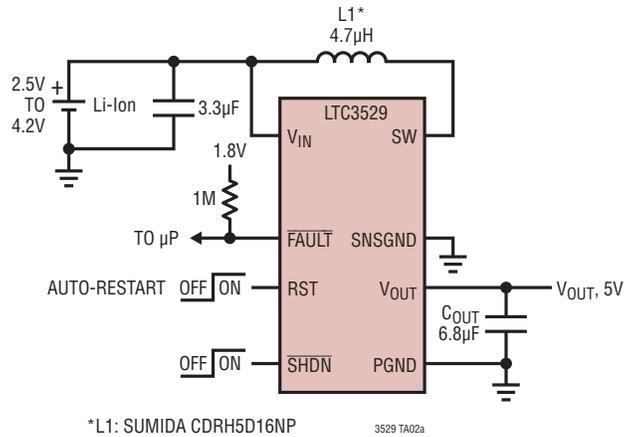 L1*
4.7µH
2.5V
TO
4.2V
+
Li-Ion
3.3µF
LTC3529
VIN
SW
1.8V
1M
TO µP
FAULT
SNSGND
AUTO-RESTART
OFF
ON
RST
VOUT
VOUT, 5V
COUT
6.8µF
OFF
ON
SHDN
PGND
*L1: SUMIDA CDRH5D16NP
3529 TA02a